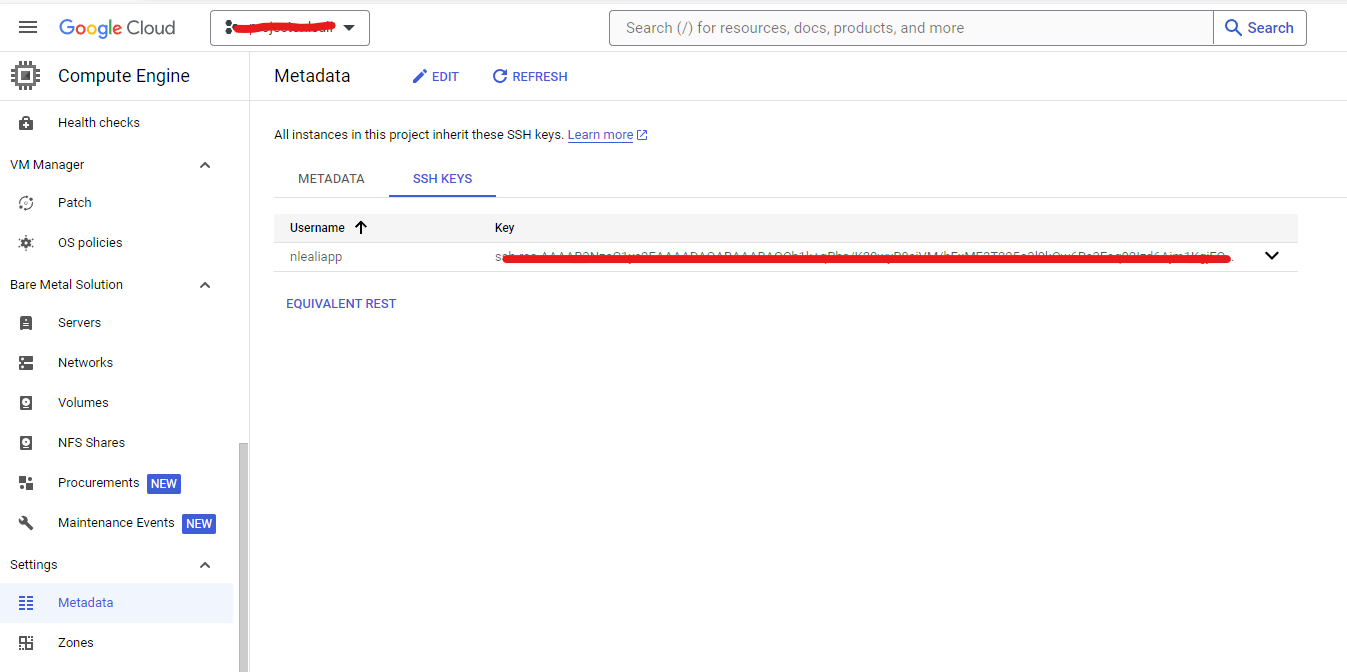 Google Cloud
Search (/) for resources, docs, products, and more
Search
Compute Engine
Metadata
EDIT
REFRESH
Health checks
VM Manager
Patch
OS policies
Bare Metal Solution
Servers
Networks
Volumes
NFS Shares
Procurements NEW
Maintenance Events NEW
Settings
Metadata
Zones
All instances in this project inherit these SSH keys. Learn more
METADATA SSH KEYS
Username Key
nlealiapp
EQUIVALENT REST